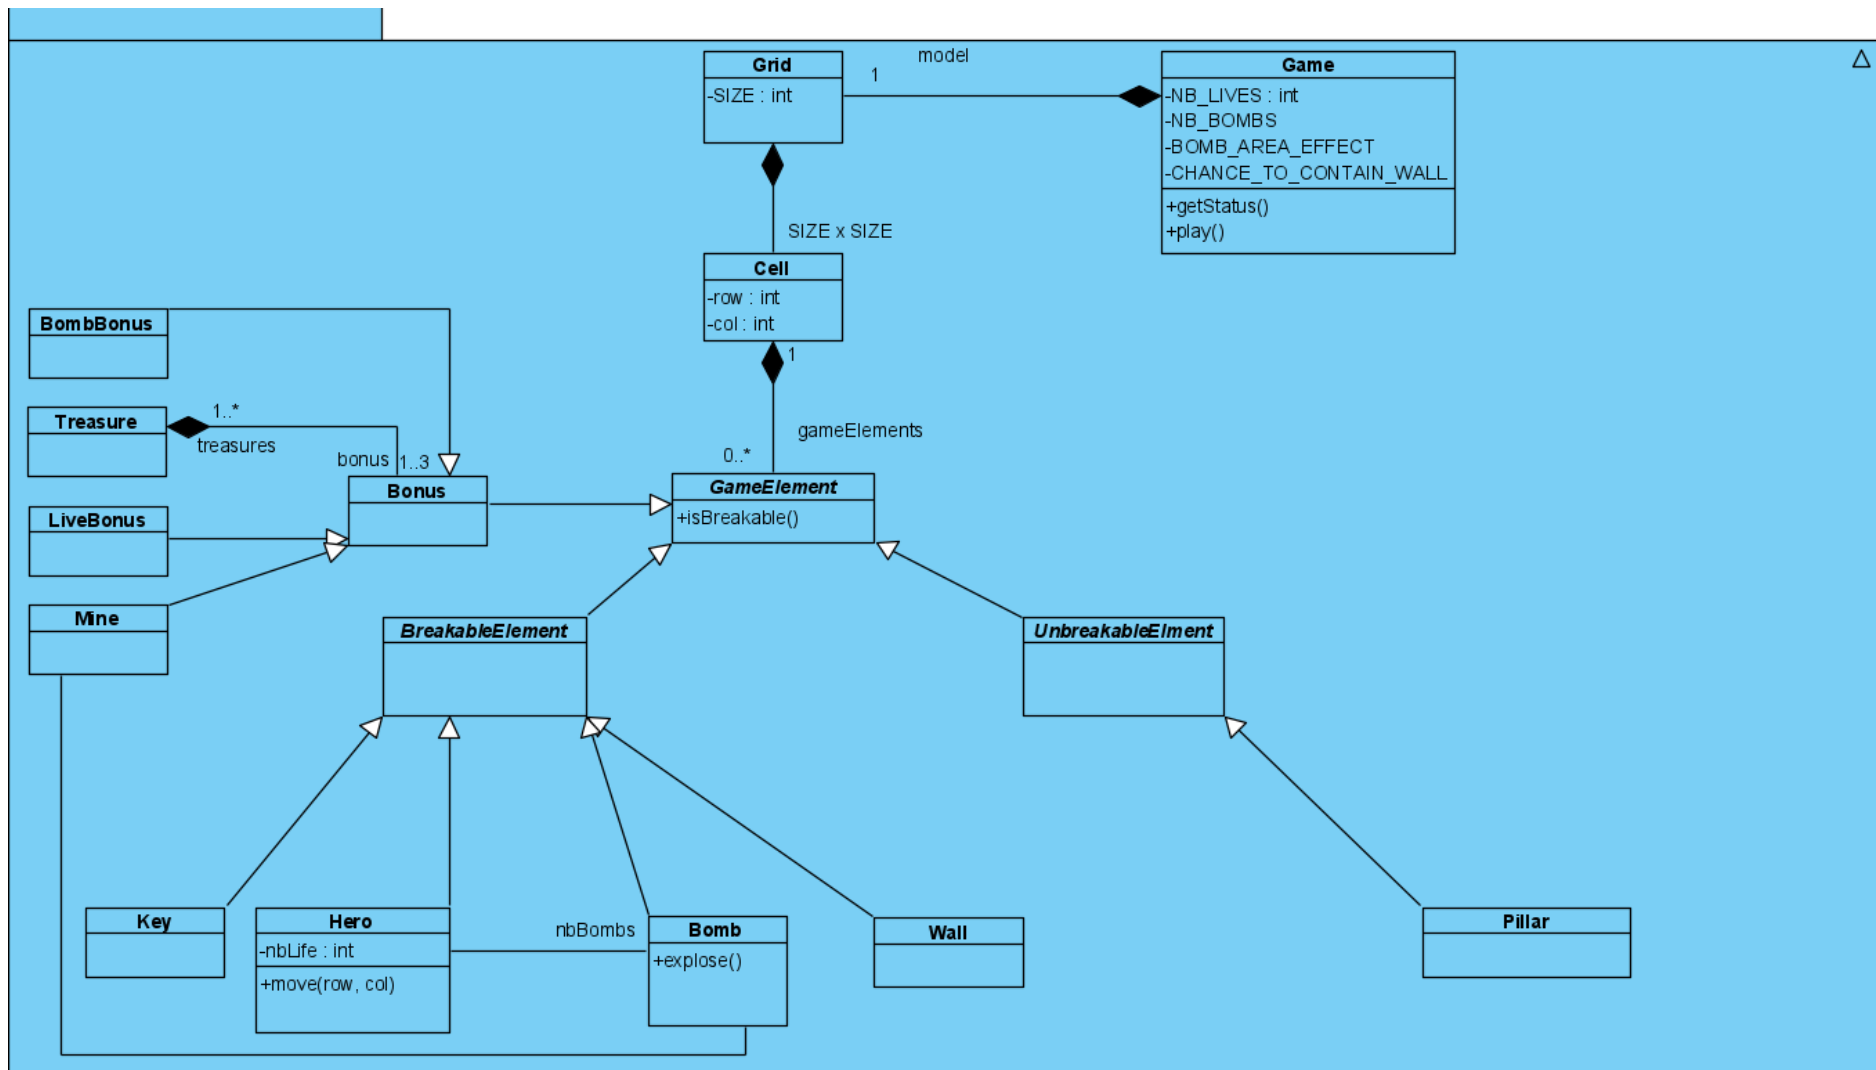 model
Grid
1
Game
-SIZE : int
-NB_LIVES : int
-NB_BOMBS
-BOMB_AREA_EFFECT
-CHANCE_TO_CONTAIN_WALL
+getStatus()
+play()
SIZE x SIZE
Cell
-row : int
-col : int
1
BombBonus
Treasure
1..*
treasures
gameElements
bonus
1..3
0..*
Bonus
GameElement
+isBreakable()
LiveBonus
Mine
BreakableElement
UnbreakableElment
Key
Hero
-nbLife : int
+move(row, col)
nbBombs
Bomb
+explose()
Wall
Pillar